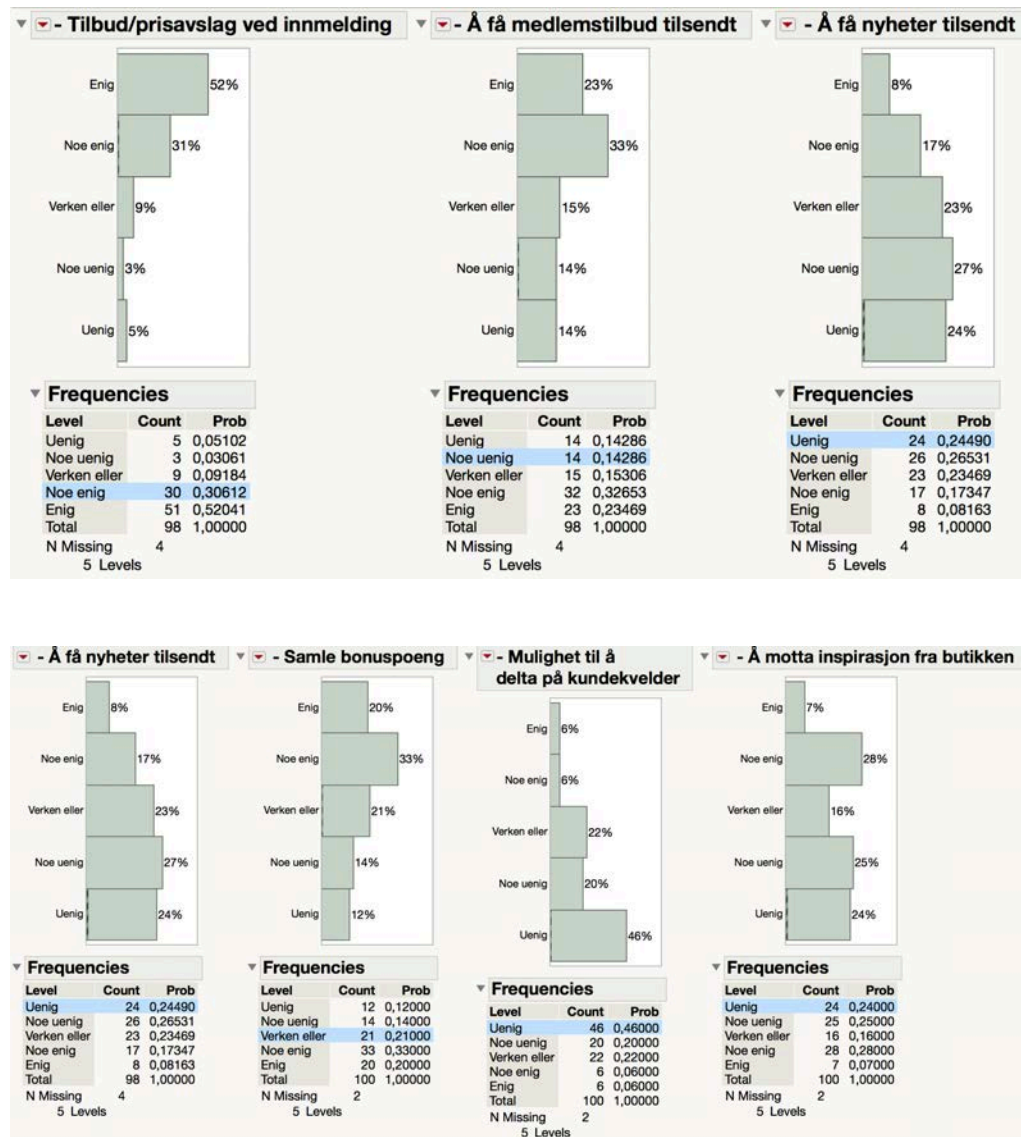 - Tilbud/prisavslag ved innmelding
Enig 52%
Noe enig 31%
Verken eller 9%
Noe uenig 3%
Uenig 5%
Frequencies
Level Count Prob
Uenig 5 0,05102
Noe uenig 3 0,03061
Verken eller 9 0,09184
Noe enig 30 0,30612
Enig 51 0,52041
Total 98 1,00000
N Missing 4
5 Levels
- Å få medlemstilbud tilsendt
Enig 23%
Noe enig 33%
Verken eller 15%
Noe uenig 14%
Uenig 14%
Frequencies
Level Count Prob
Uenig 14 0,14286
Noe uenig 14 0,14286
Verken eller 15 0,15306
Noe enig 32 0,32653
Enig 23 0,23469
Total 98 1,00000
N Missing 4
5 Levels
- Å få nyheter tilsendt
Enig 8%
Noe enig 17%
Verken eller 23%
Noe uenig 27%
Uenig 24%
Frequencies
Level Count Prob
Uenig 24 0,24490
Noe uenig 26 0,26531
Verken eller 23 0,23469
Noe enig 17 0,17347
Enig 8 0,08163
Total 98 1,00000
N Missing 4
5 Levels
- Å få nyheter tilsendt
Enig 8%
Noe enig 17%
Verken eller 23%
Noe uenig 27%
Uenig 24%
Frequencies
Level Count Prob
Uenig 24 0,24490
Noe uenig 26 0,26531
Verken eller 23 0,23469
Noe enig 17 0,17347
Enig 8 0,08163
Total 98 1,00000
N Missing 4
5 Levels
- Samle bonuspoeng
Enig 20%
Noe enig 33%
Verken eller 21%
Noe uenig 14%
Uenig 12%
Frequencies
Level Count Prob
Uenig 12 0,12000
Noe uenig 14 0,14000
Verken eller 21 0,21000
Noe enig 33 0,33000
Enig 20 0,20000
Total 100 1,00000
N Missing 2
5 Levels
- Mulighet til å
delta på kundekvelder
Enig 6%
Noe enig 6%
Verken eller 22%
Noe uenig 20%
Uenig 46%
Frequencies
Level Count Prob
Uenig 46 0,46000
Noe uenig 20 0,20000
Verken eller 22 0,22000
Noe enig 6 0,06000
Enig 6 0,06000
Total 100 1,00000
N Missing 2
5 Levels
- Å motta inspirasjon fra butikken
Enig 7%
Noe enig 28%
Verken eller 16%
Noe uenig 25%
Uenig 24%
Frequencies
Level Count Prob
Uenig 24 0,24000
Noe uenig 25 0,25000
Verken eller 16 0,16000
Noe enig 28 0,28000
Enig 7 0,07000
Total 100 1,00000
N Missing 2
5 Levels